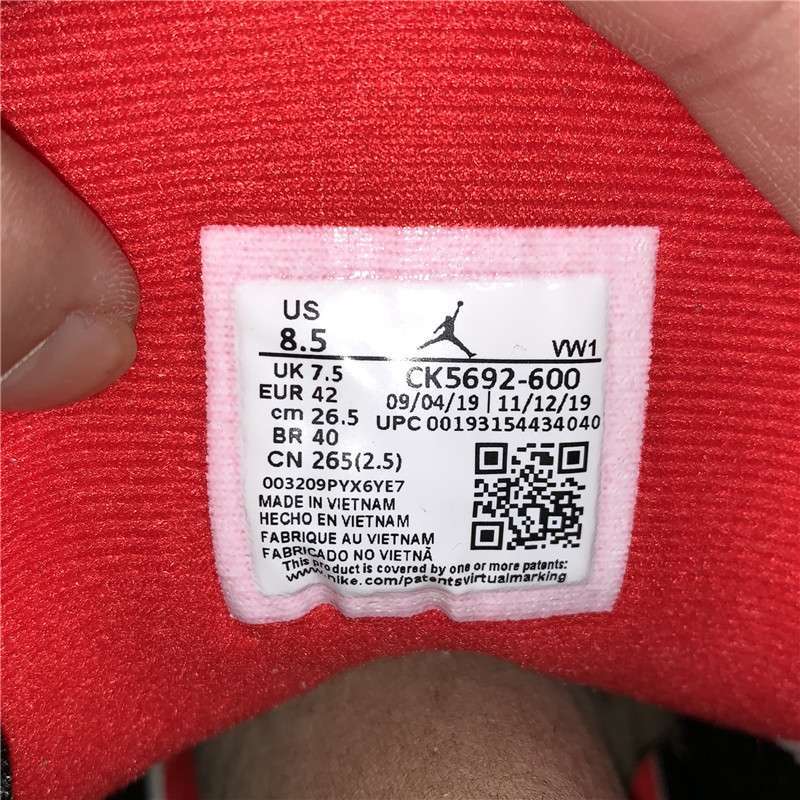 US
8.5
VW1
UK 7.5
EUR 42
cm 26.5
BR 40
CN 265(2.5)
CK5692-600
09/04/19 | 11/12/19
UPC 00193154434040
003209PYX6YE7
MADE IN VIETNAM
HECHO EN VIETNAM
FABRIQUE AU VIETNAM
FABRICADO NO VIETNÃ
This product is covered by one or more patents:
www.nike.com/patentsvirtualmarking